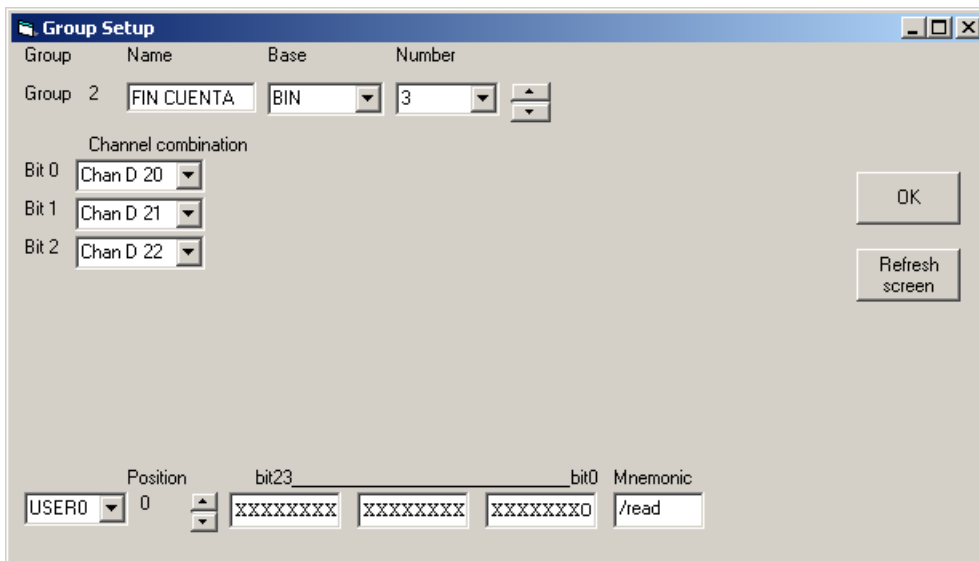 Group Setup
Group Name Base Number
Group 2 FIN CUENTA BIN 3
Channel combination
Bit 0 Chan D 20
Bit 1 Chan D 21
Bit 2 Chan D 22
OK
Refresh
screen
Position bit23 bit0 Mnemonic
USER0 0 XXXXXXXX XXXXXXXX XXXXXXXX0 /read